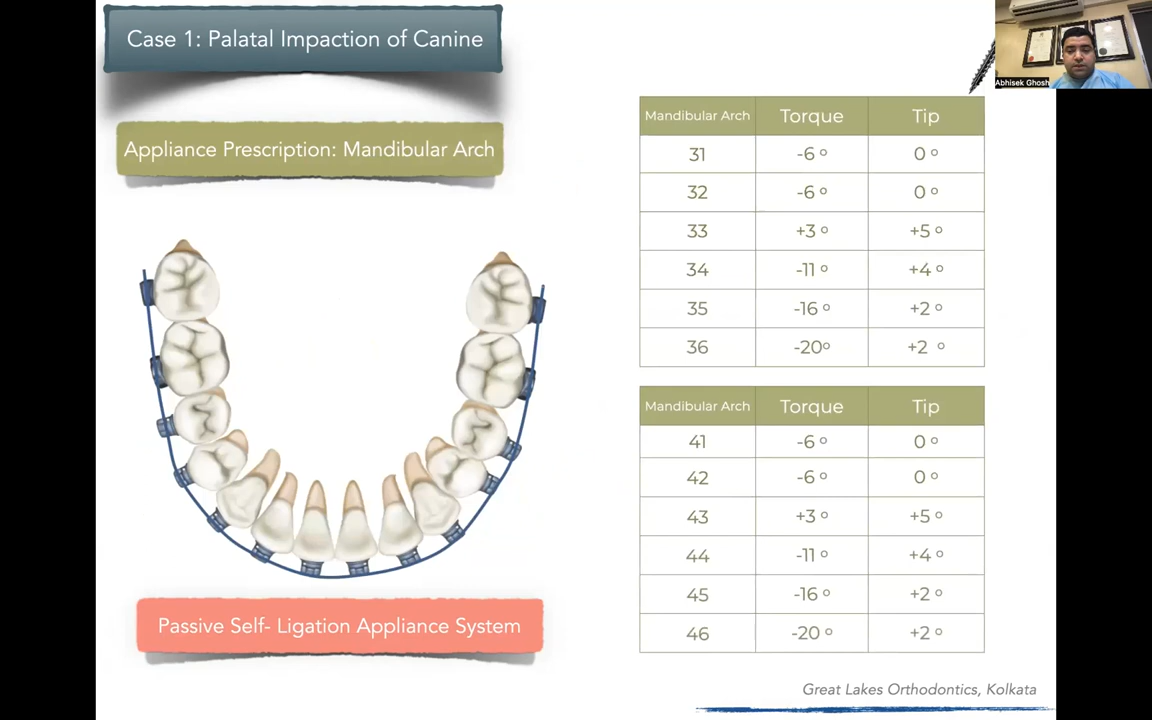 Case 1: Palatal Impaction of Canine
Abhisek Ghosh
Appliance Prescription: Mandibular Arch
Mandibular Arch Torque Tip
31 -6 º 0 º
32 -6 º 0 º
33 +3 º +5 º
34 -11 º +4 º
35 -16 º +2 º
36 -20º +2 º
Mandibular Arch Torque Tip
41 -6 º 0 º
42 -6 º 0 º
43 +3 º +5 º
44 -11 º +4 º
45 -16 º +2 º
46 -20 º +2 º
Passive Self- Ligation Appliance System
Great Lakes Orthodontics, Kolkata